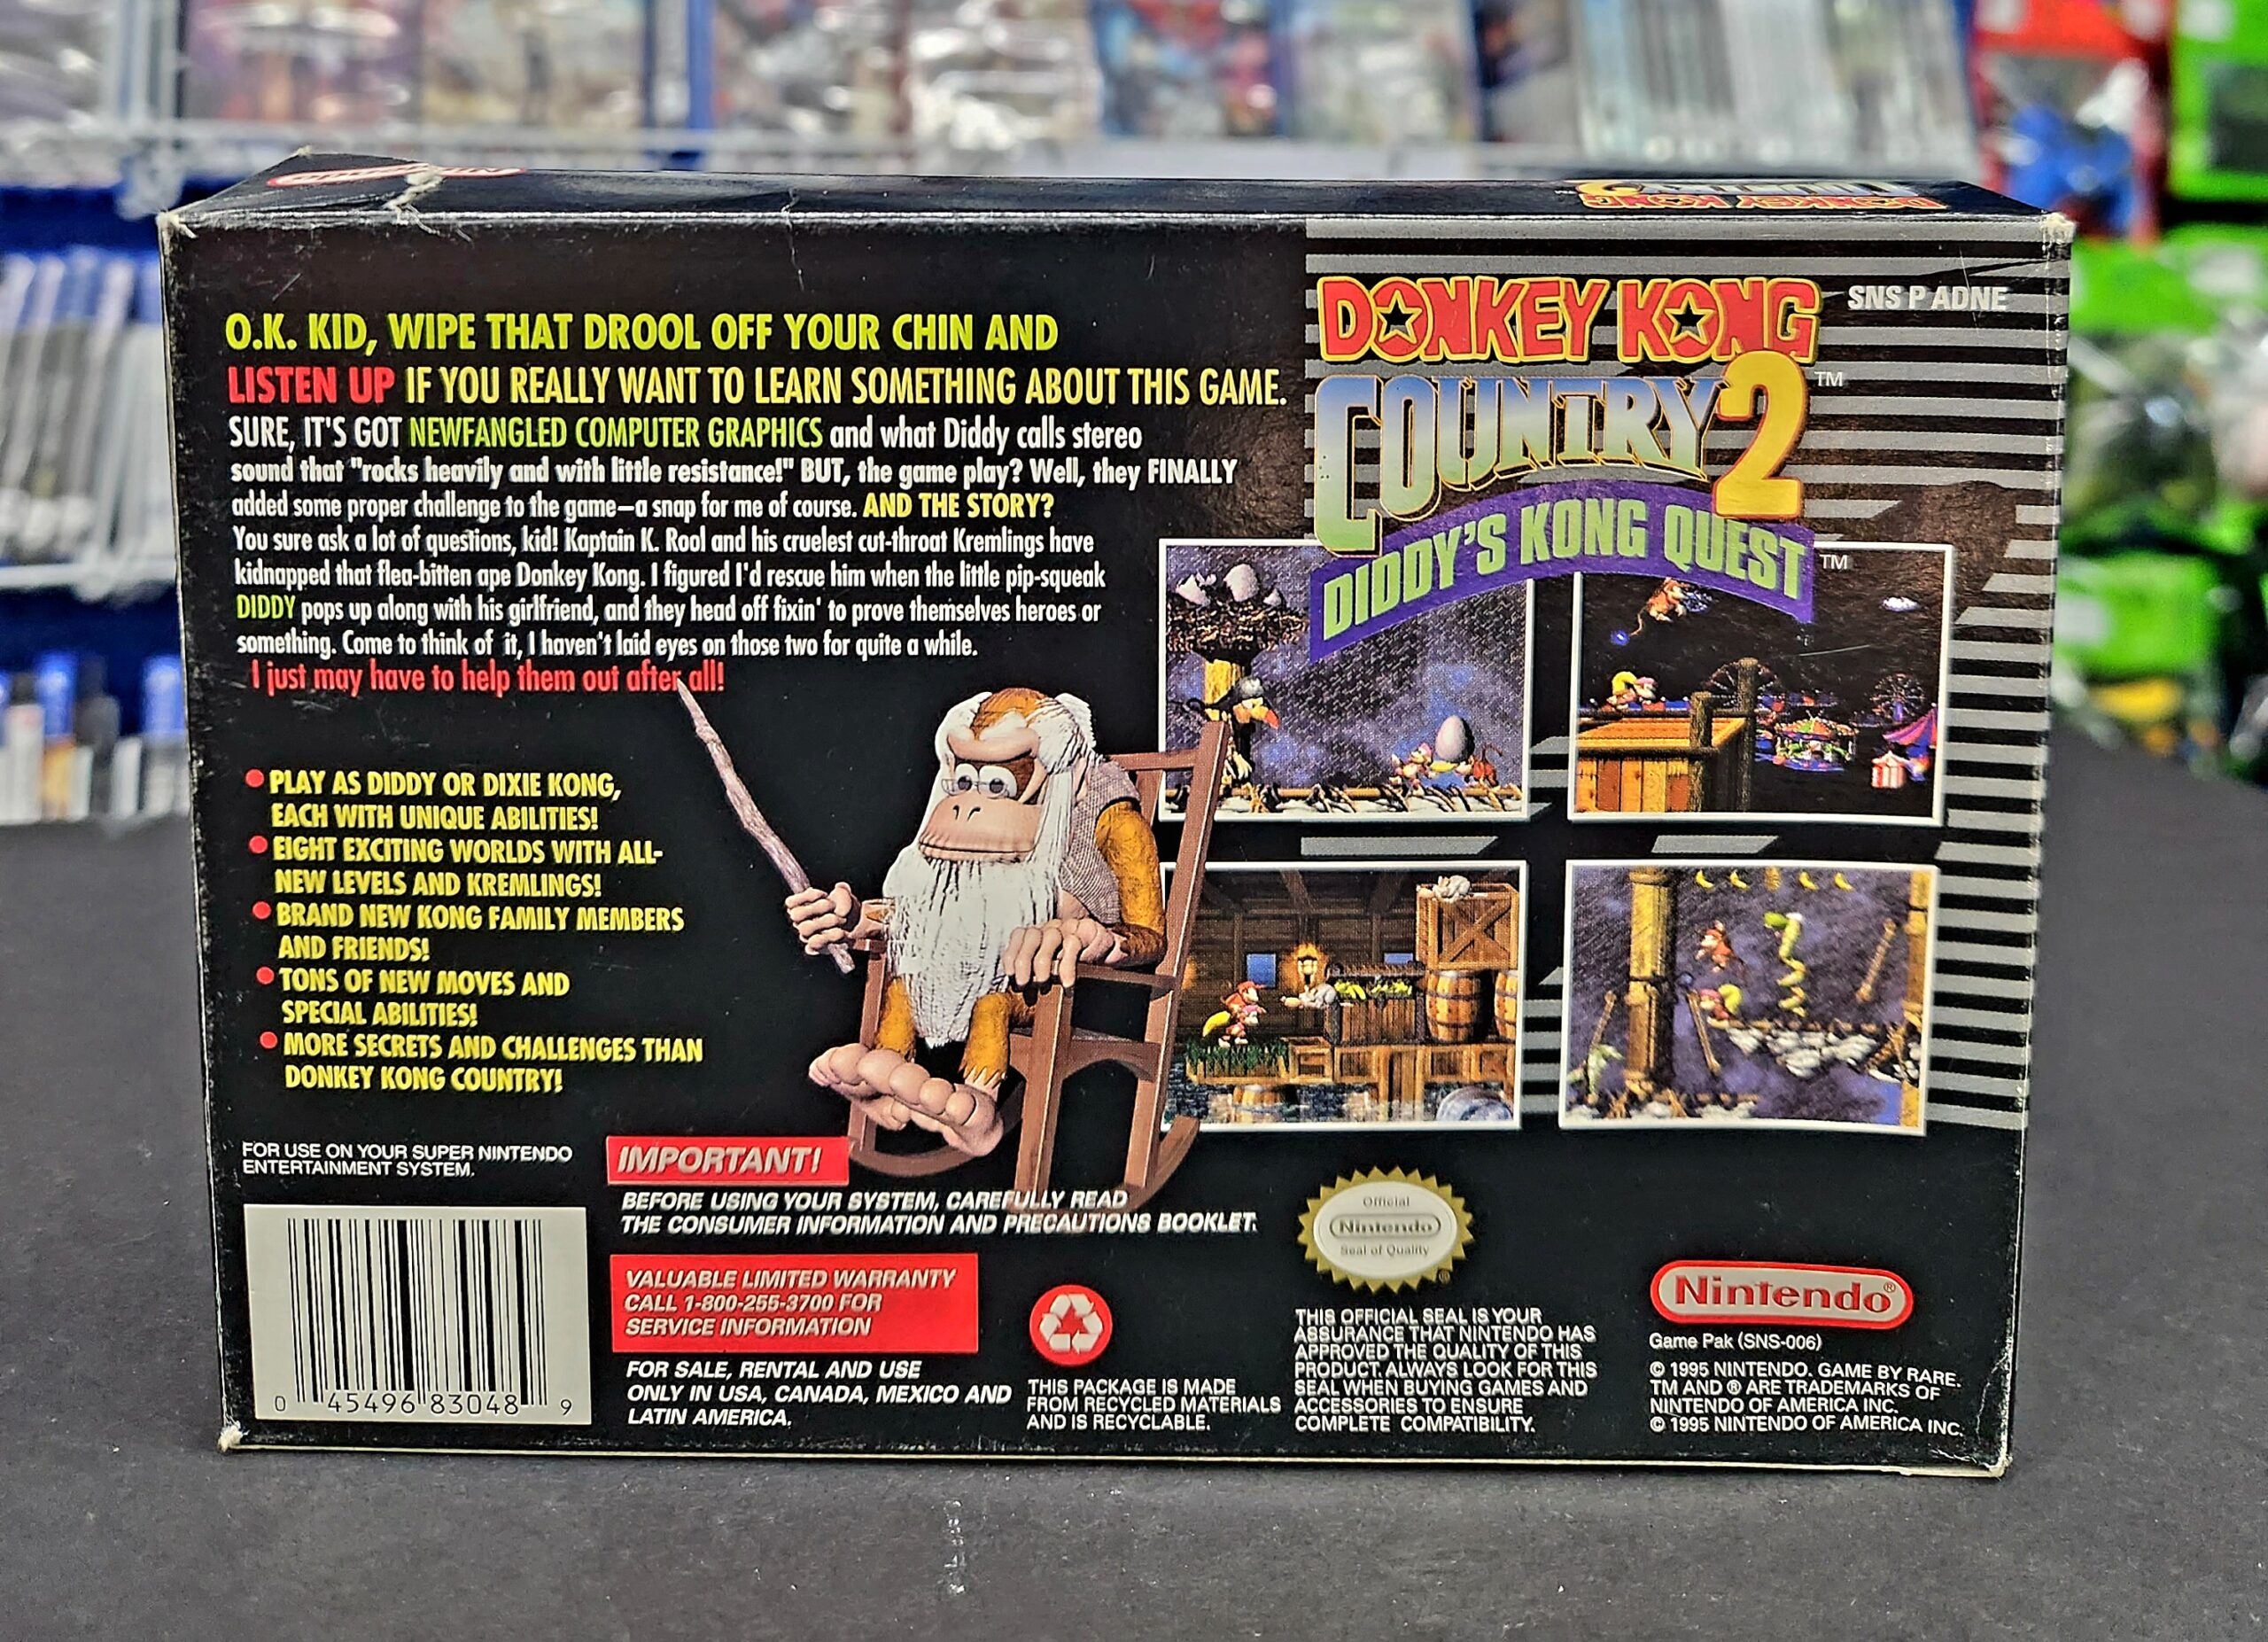 O.K. KID, WIPE THAT DROOL OFF YOUR CHIN AND
LISTEN UP IF YOU REALLY WANT TO LEARN SOMETHING ABOUT THIS GAME.
SURE, IT'S GOT NEWFANGLED COMPUTER GRAPHICS and what Diddy calls stereo
sound that "rocks heavily and with little resistance!" BUT, the game play? Well, they FINALLY
added some proper challenge to the game—a snap for me of course. AND THE STORY?
You sure ask a lot of questions, kid! Kaptain K. Rool and his cruelest cut-throat Kremlings have
kidnapped that flea-bitten ape Donkey Kong. I figured I'd rescue him when the little pip-squeak
DIDDY pops up along with his girlfriend, and they head off fixin' to prove themselves heroes or
something. Come to think of it, I haven't laid eyes on those two for quite a while.
I just may have to help them out after all!
• PLAY AS DIDDY OR DIXIE KONG,
EACH WITH UNIQUE ABILITIES!
• EIGHT EXCITING WORLDS WITH ALL-
NEW LEVELS AND KREMLINGS!
• BRAND NEW KONG FAMILY MEMBERS
AND FRIENDS!
• TONS OF NEW MOVES AND
SPECIAL ABILITIES!
• MORE SECRETS AND CHALLENGES THAN
DONKEY KONG COUNTRY!
DONKEY KONG
COUNTRY 2™
DIDDY'S KONG QUEST™
SNS P ADNE
DONKEY KONG
COUNTRY 2
Nintendo
FOR USE ON YOUR SUPER NINTENDO
ENTERTAINMENT SYSTEM.
0 45496 83048 9
IMPORTANT!
BEFORE USING YOUR SYSTEM, CAREFULLY READ
THE CONSUMER INFORMATION AND PRECAUTIONS BOOKLET.
VALUABLE LIMITED WARRANTY
CALL 1-800-255-3700 FOR
SERVICE INFORMATION
FOR SALE, RENTAL AND USE
ONLY IN USA, CANADA, MEXICO AND
LATIN AMERICA.
THIS PACKAGE IS MADE
FROM RECYCLED MATERIALS
AND IS RECYCLABLE.
Official
Nintendo
Seal of Quality
®
THIS OFFICIAL SEAL IS YOUR
ASSURANCE THAT NINTENDO HAS
APPROVED THE QUALITY OF THIS
PRODUCT. ALWAYS LOOK FOR THIS
SEAL WHEN BUYING GAMES AND
ACCESSORIES TO ENSURE
COMPLETE COMPATIBILITY.
Nintendo®
Game Pak (SNS-006)
© 1995 NINTENDO. GAME BY RARE.
TM AND ® ARE TRADEMARKS OF
NINTENDO OF AMERICA INC.
© 1995 NINTENDO OF AMERICA INC.